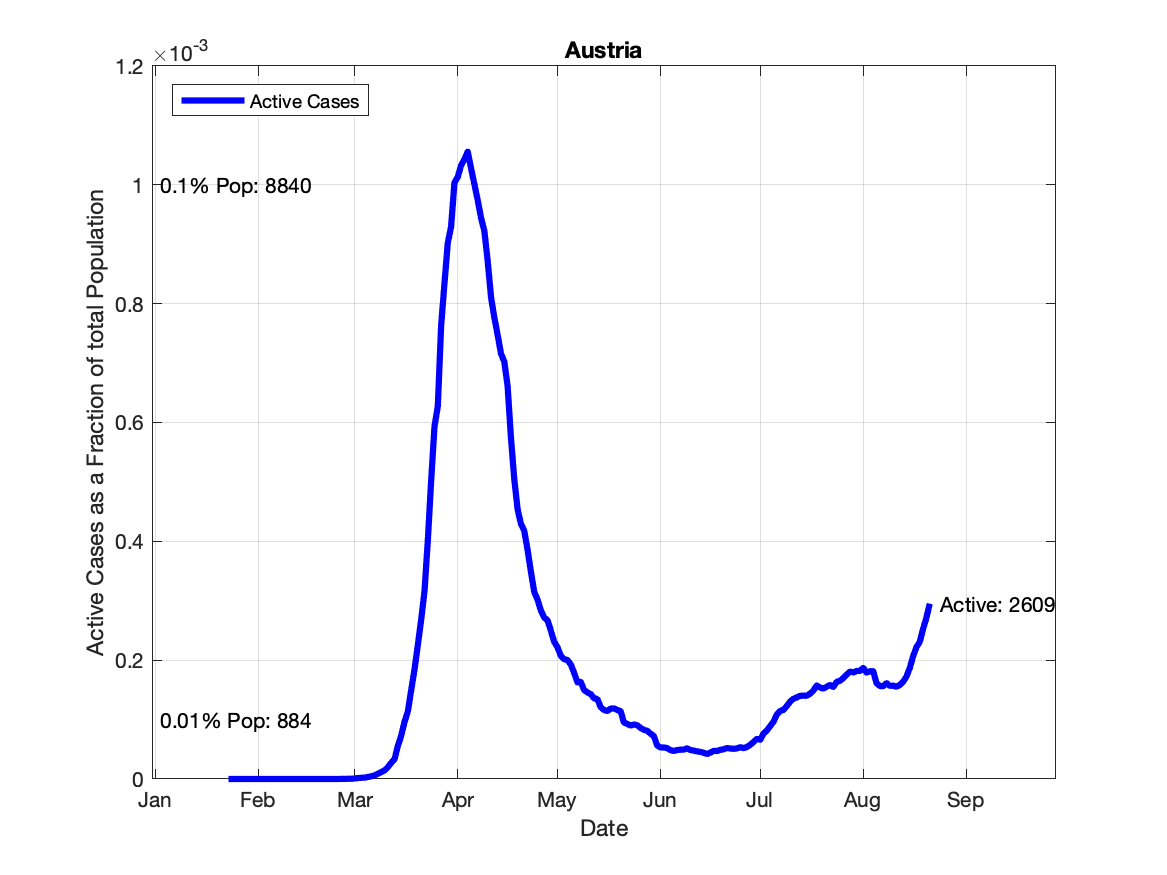 Austria
×10⁻³
Active Cases
1.2
1
0.8
0.6
0.4
0.2
0
0.1% Pop: 8840
0.01% Pop: 884
Active: 2609
Active Cases as a Fraction of total Population
Jan Feb Mar Apr May Jun Jul Aug Sep
Date